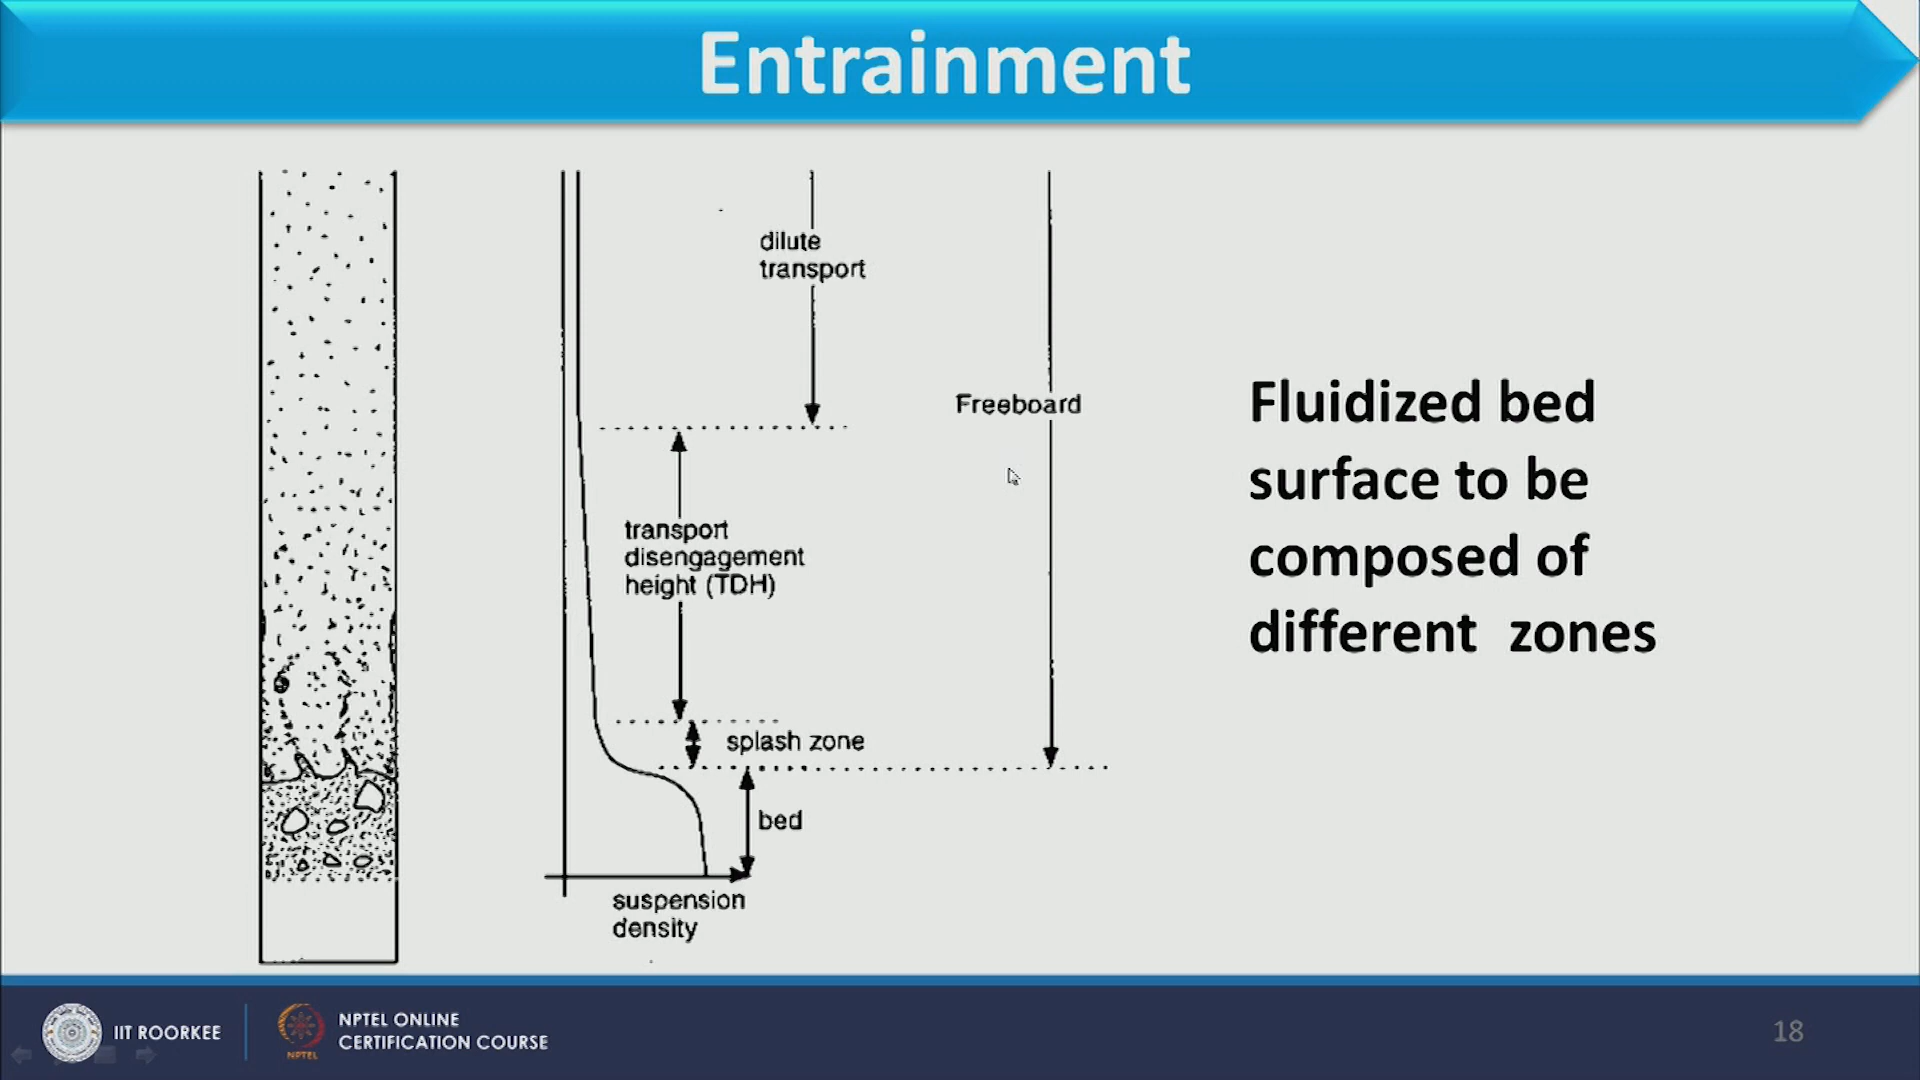 Entrainment
dilute
transport
Freeboard
transport
disengagement
height (TDH)
splash zone
bed
suspension
density
Fluidized bed
surface to be
composed of
different  zones
IIT ROORKEE
NPTEL
NPTEL ONLINE
CERTIFICATION COURSE
18